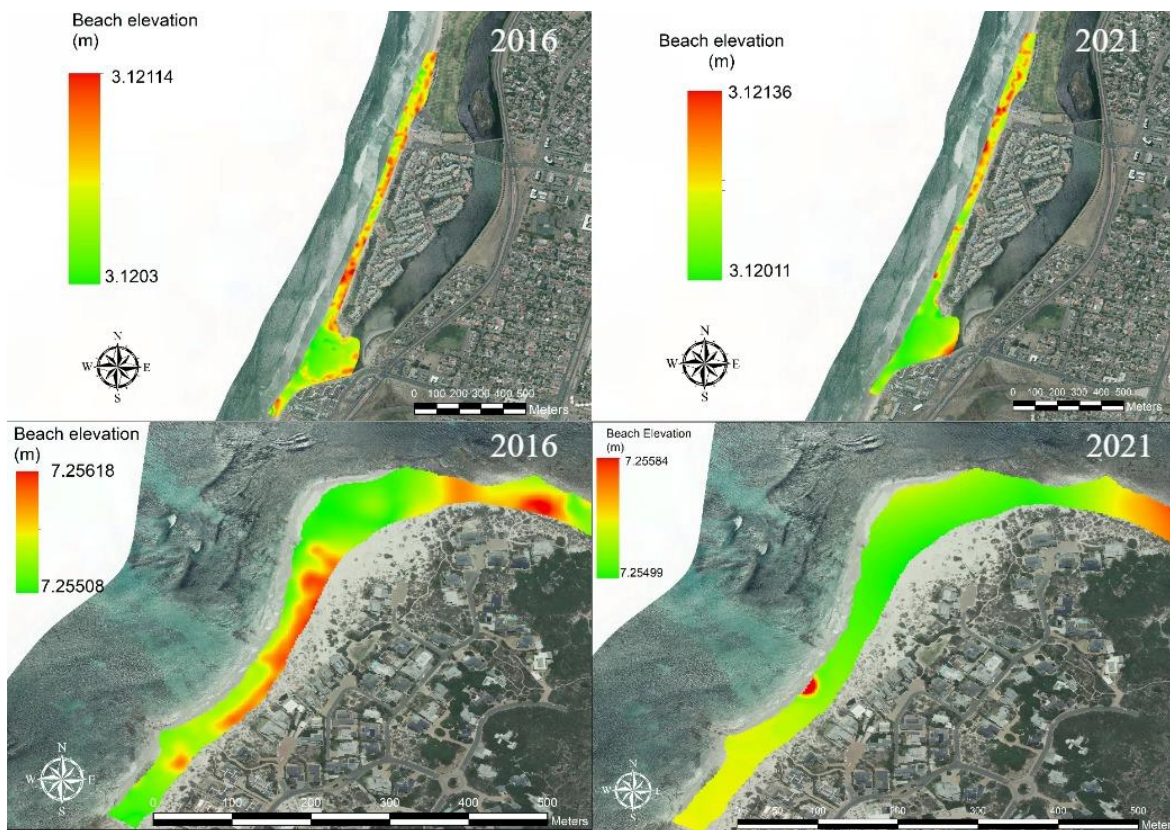 Beach elevation
(m)
2016
3.12114
3.1203
N
W E
S
0 100 200 300 400 500
Meters
Beach elevation
(m)
2021
3.12136
3.12011
N
W E
S
0 100 200 300 400 500
Meters
Beach elevation
(m)
2016
7.25618
7.25508
N
W E
S
0 100 200 300 400 500
Meters
Beach Elevation
(m)
2021
7.25584
7.25499
N
W E
S
0 50 100 200 300 400 500
Meters